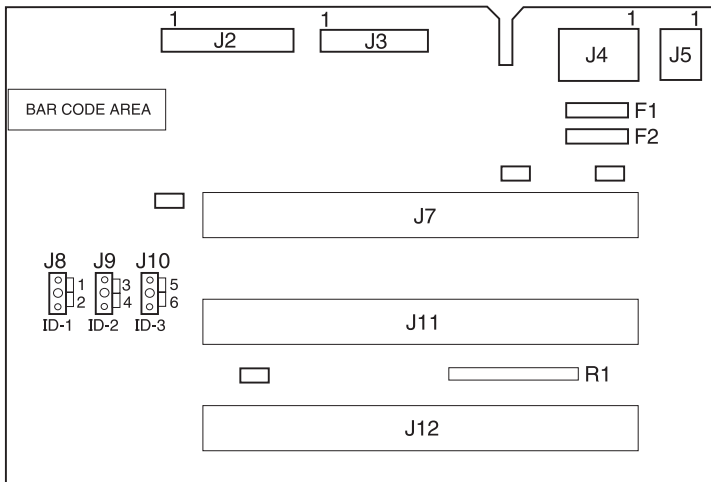 1 1 1 1
J2 J3 J4 J5
BAR CODE AREA
F1
F2
J7
J8 J9 J10
1 3 5
2 4 6
ID-1 ID-2 ID-3
J11
R1
J12